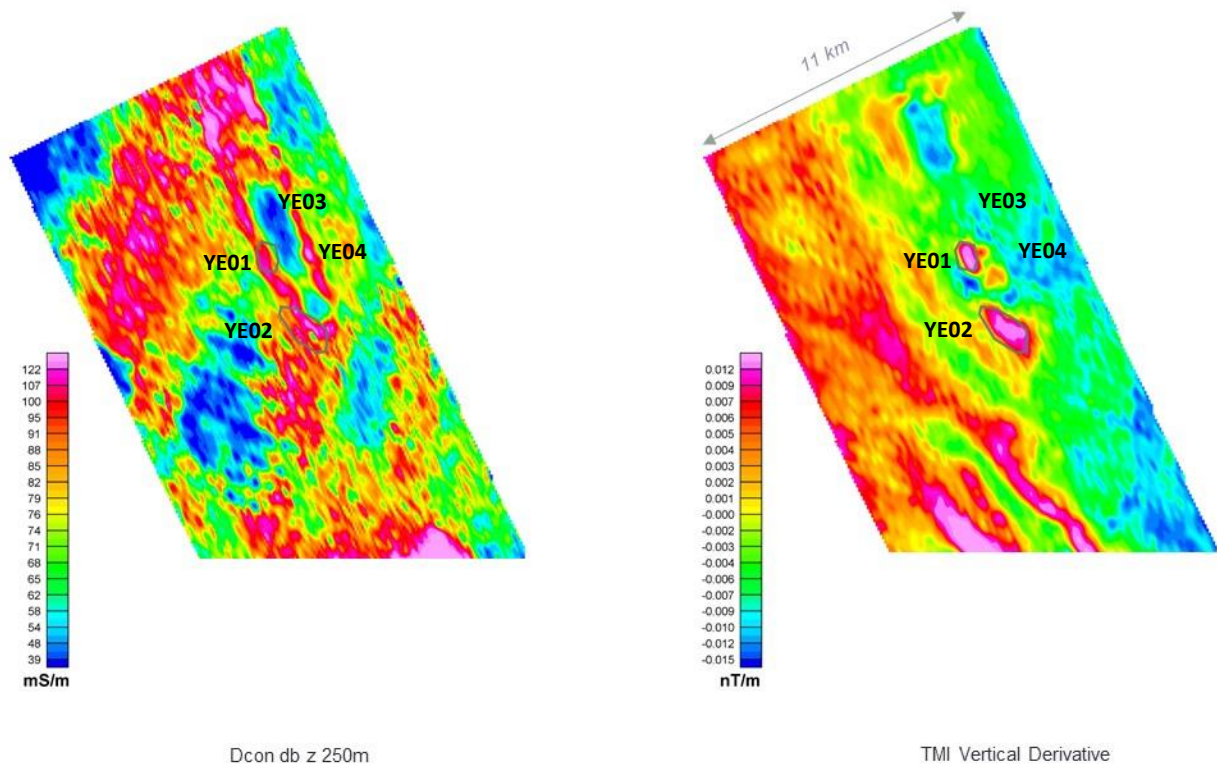 11 km
YE03
YE04
YE01
YE02
122
107
100
95
91
88
85
82
79
76
74
71
68
65
62
58
54
48
39
mS/m
Dcon db z 250m
YE03
YE04
YE01
YE02
0.012
0.009
0.007
0.006
0.005
0.004
0.003
0.002
0.001
-0.000
-0.002
-0.003
-0.004
-0.006
-0.007
-0.009
-0.010
-0.012
-0.015
nT/m
TMI Vertical Derivative